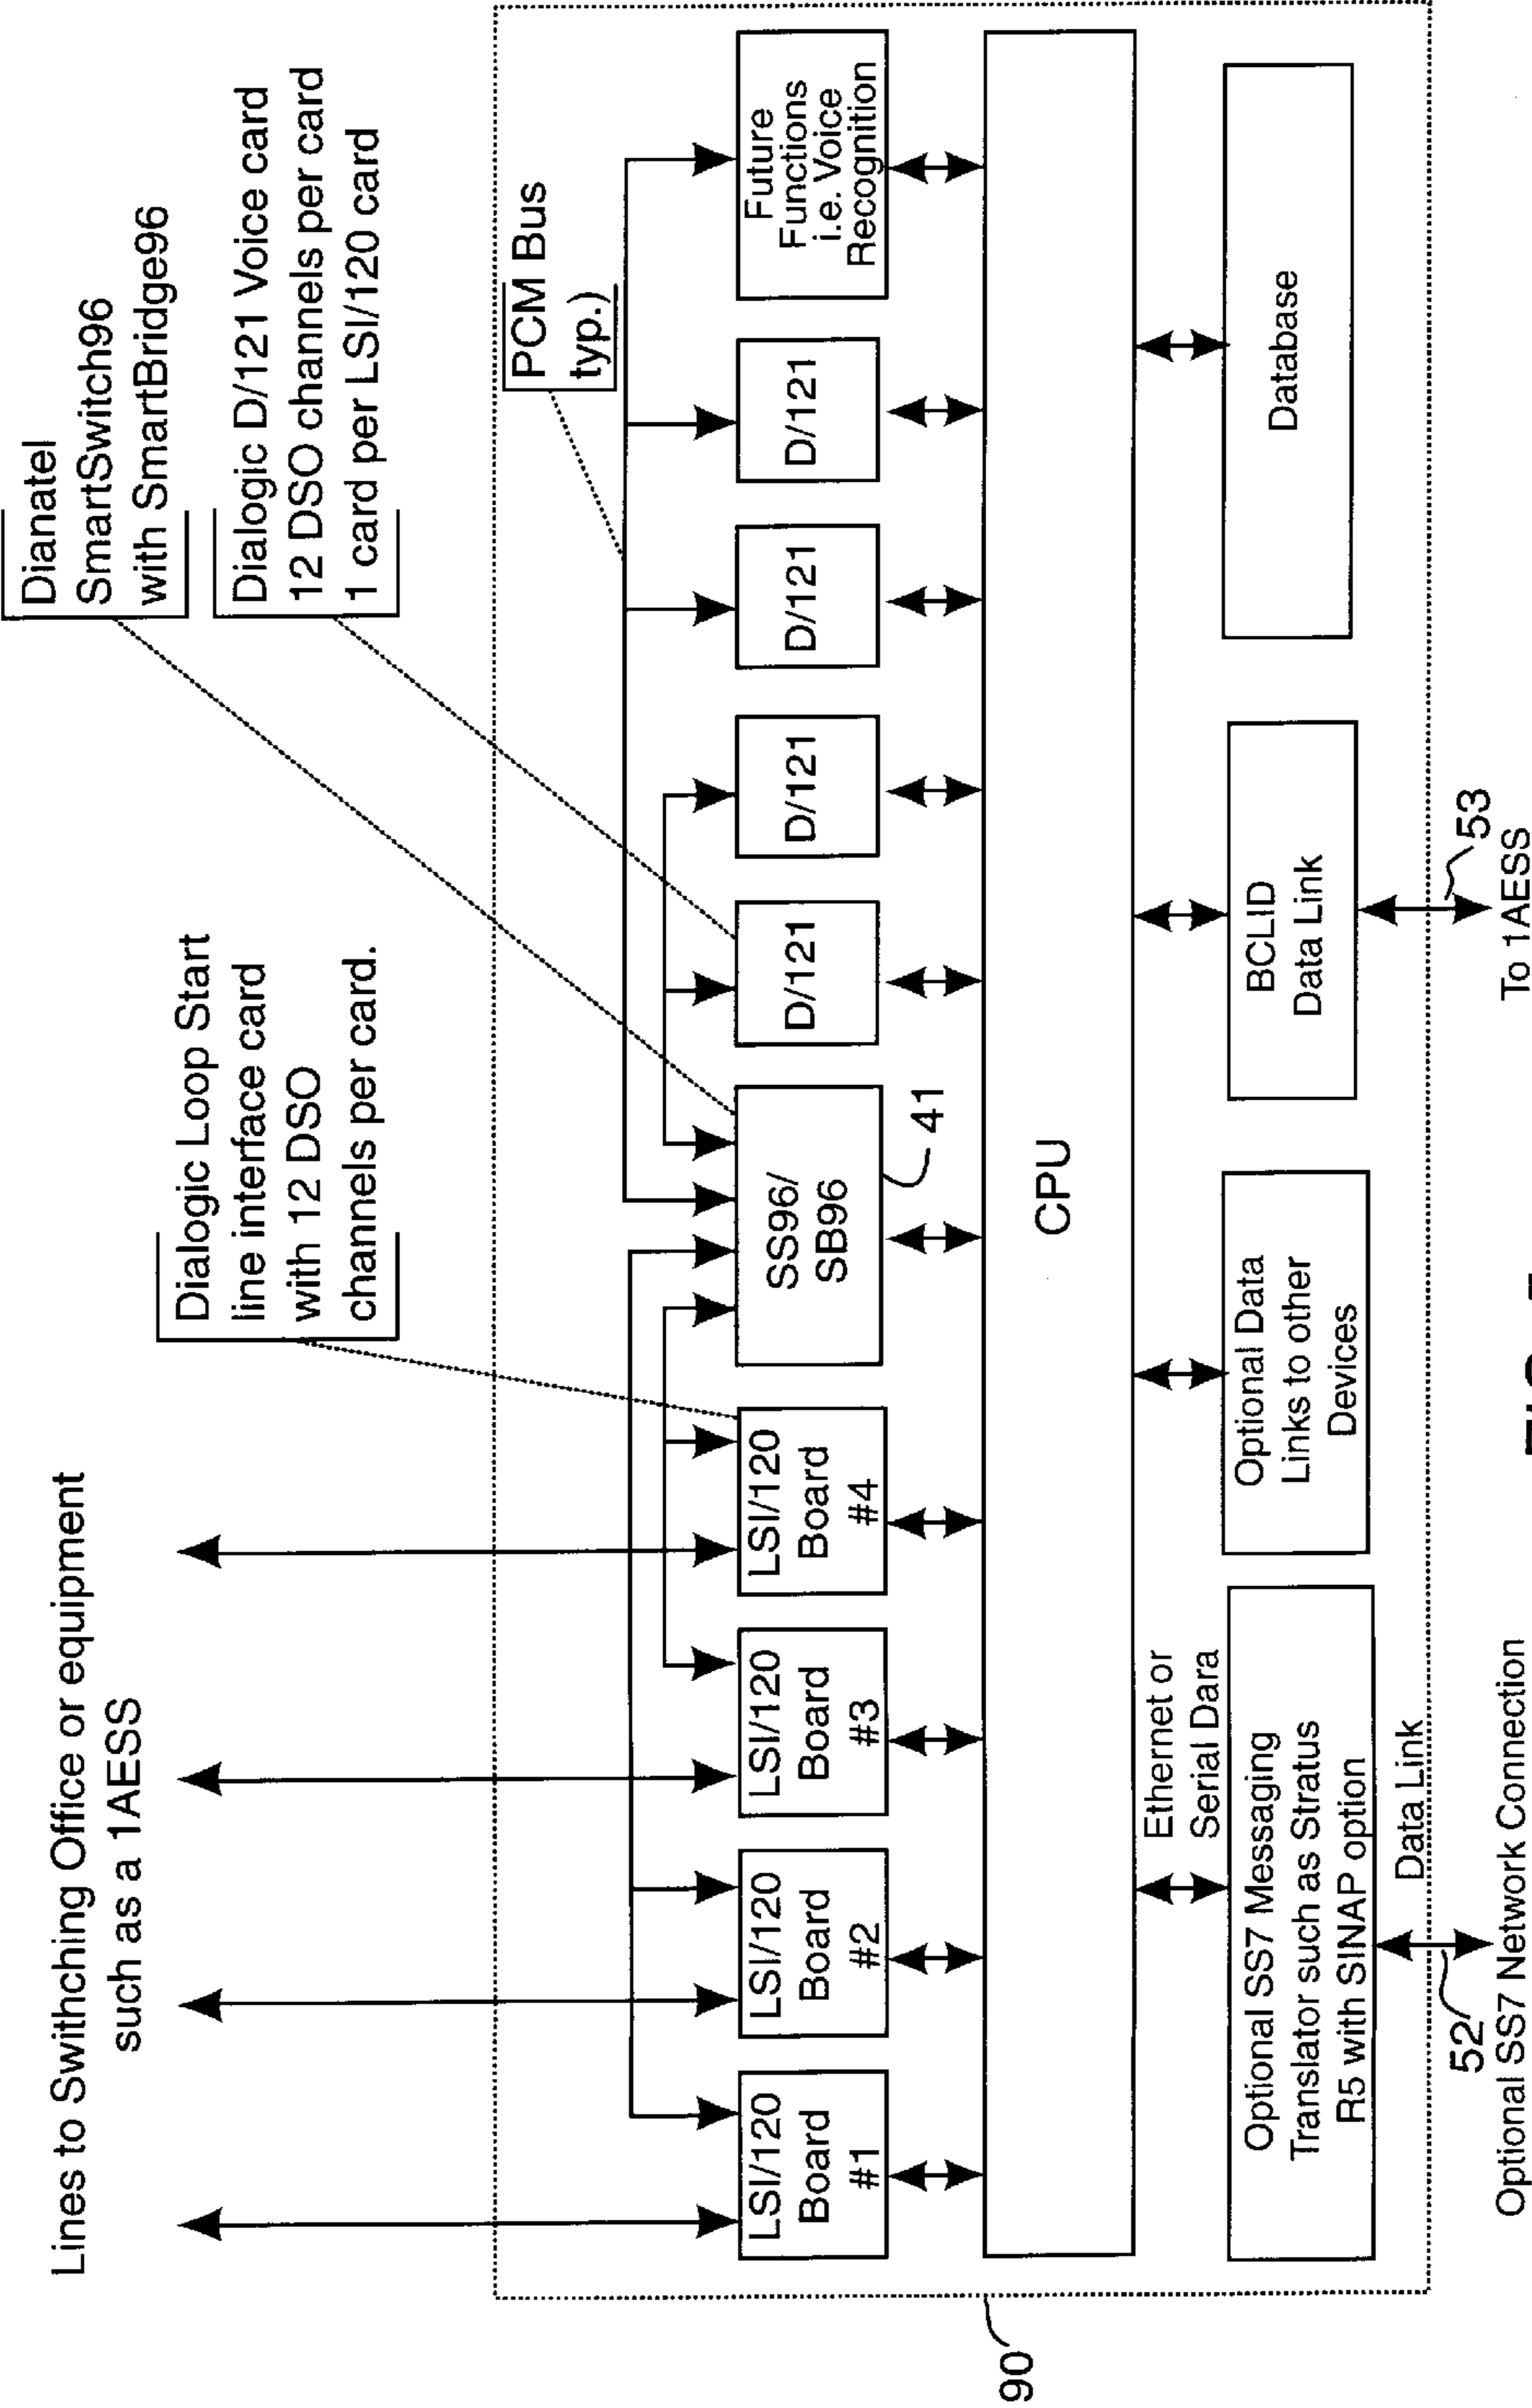 Lines to Swithching Office or equipment
such as a 1AESS
Dialogic Loop Start
line interface card
with 12 DSO
channels per card.
Dianatel
SmartSwitch96
with SmartBridge96
Dialogic D/121 Voice card
12 DSO channels per card
1 card per LSI/120 card
PCM Bus
typ.)
LSI/120
Board
#1
LSI/120
Board
#2
LSI/120
Board
#3
LSI/120
Board
#4
SS96/
SB96
41
D/121
D/121
D/121
D/121
Future
Functions
i.e. Voice
Recognition
CPU
90
Ethernet or
Serial Dara
Optional SS7 Messaging
Translator such as Stratus
R5 with SINAP option
Optional Data
Links to other
Devices
BCLID
Data Link
Database
Data Link
52
Optional SS7 Network Connection
53
To 1AESS